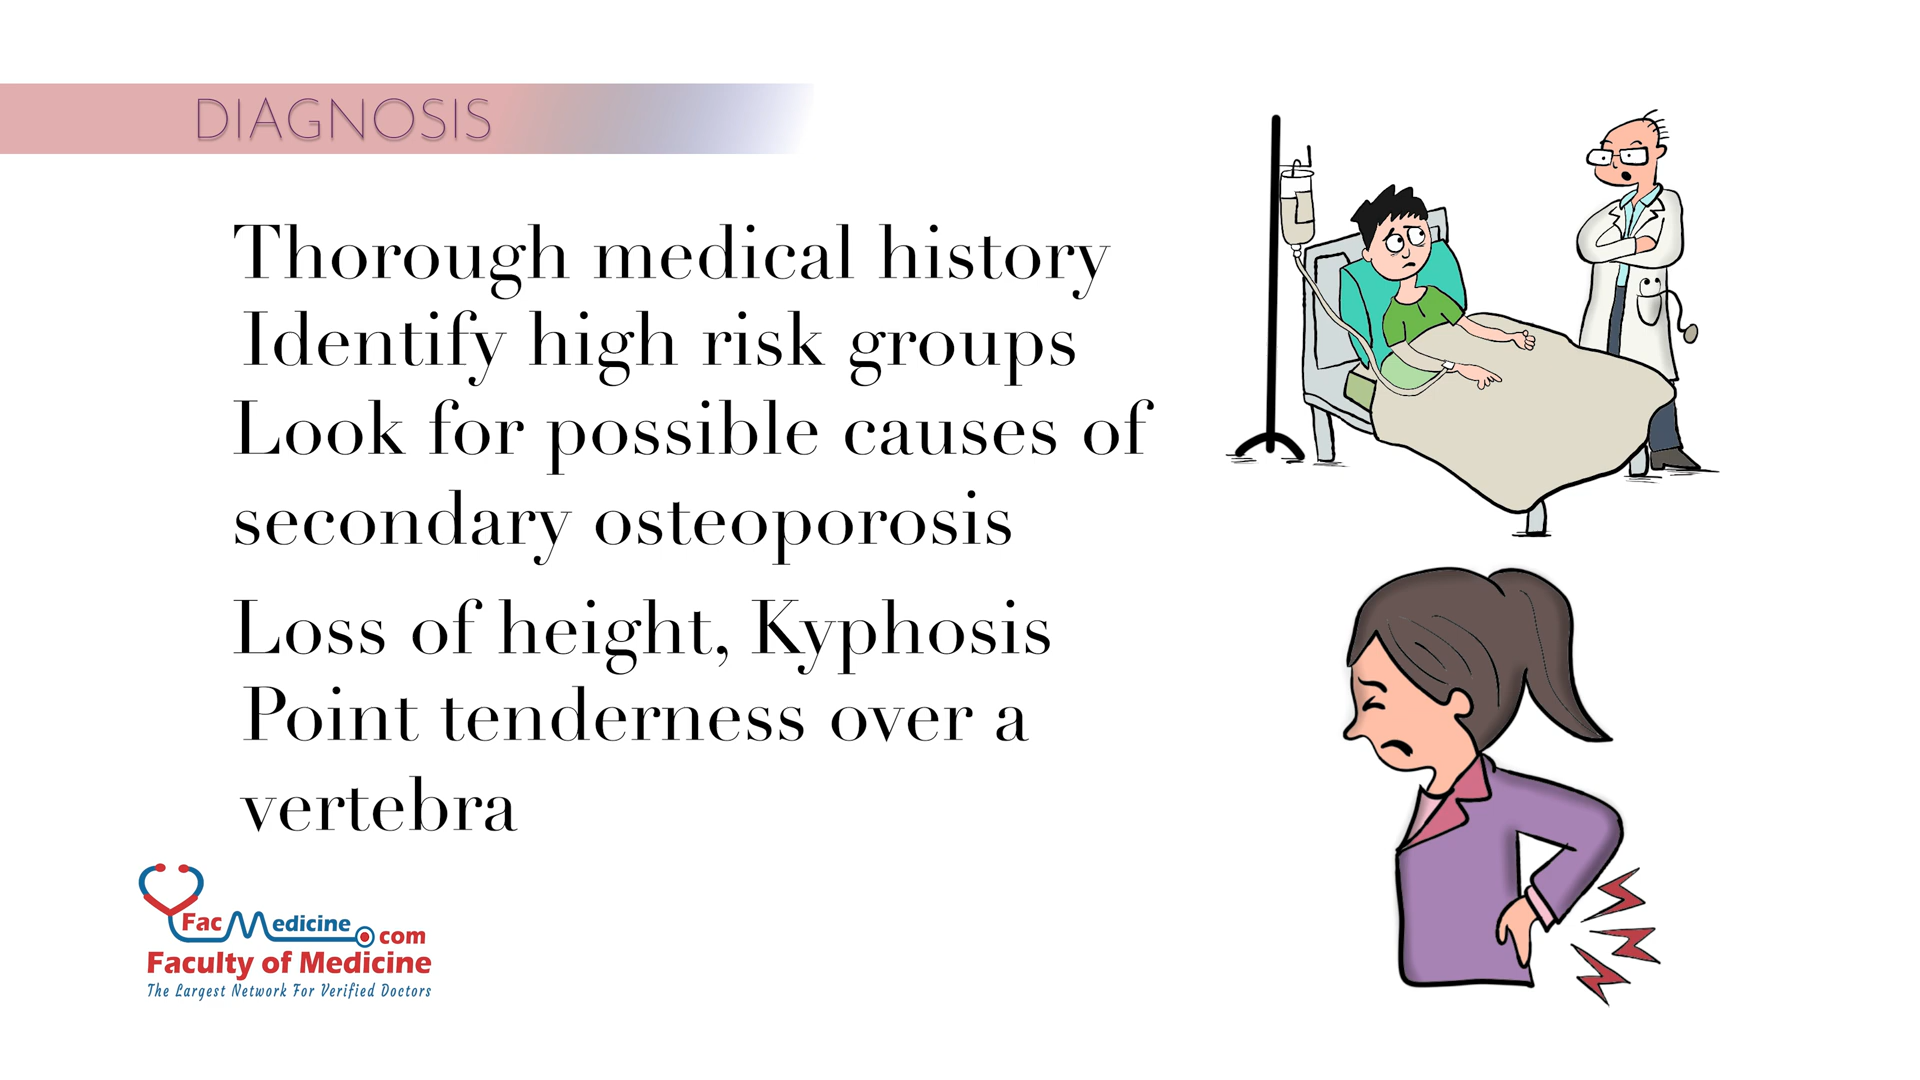 DIAGNOSIS
Thorough medical history
Identify high risk groups
Look for possible causes of
secondary osteoporosis
Loss of height, Kyphosis
Point tenderness over a
vertebra
FacMedicine.com
Faculty of Medicine
The Largest Network For Verified Doctors